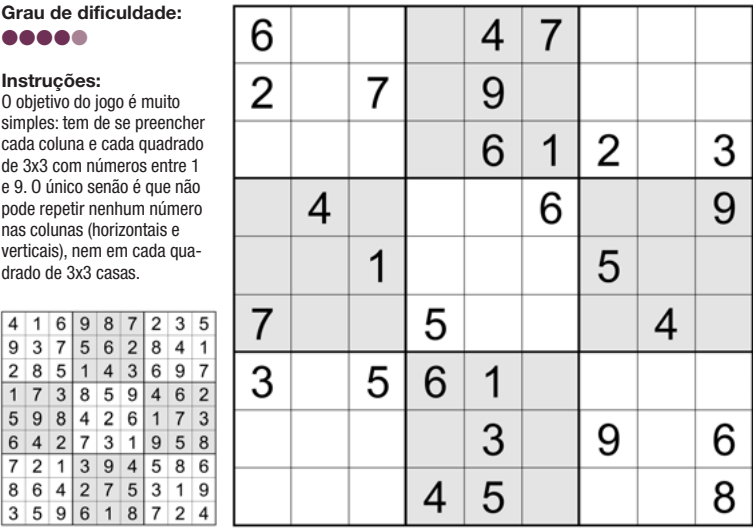 Grau de dificuldade:
Instruções:
O objetivo do jogo é muito
simples: tem de se preencher
cada coluna e cada quadrado
de 3x3 com números entre 1
e 9. O único senão é que não
pode repetir nenhum número
nas colunas (horizontais e
verticais), nem em cada qua-
drado de 3x3 casas.
4 1 6 9 8 7 2 3 5
9 3 7 5 6 2 8 4 1
2 8 5 1 4 3 6 9 7
1 7 3 8 5 9 4 6 2
5 9 8 4 2 6 1 7 3
6 4 2 7 3 1 9 5 8
7 2 1 3 9 4 5 8 6
8 6 4 2 7 5 3 1 9
3 5 9 6 1 8 7 2 4
6 4 7
2 7 9
6 1 2 3
4 6 9
1 5
7 5 4
3 5 6 1
3 9 6
4 5 8